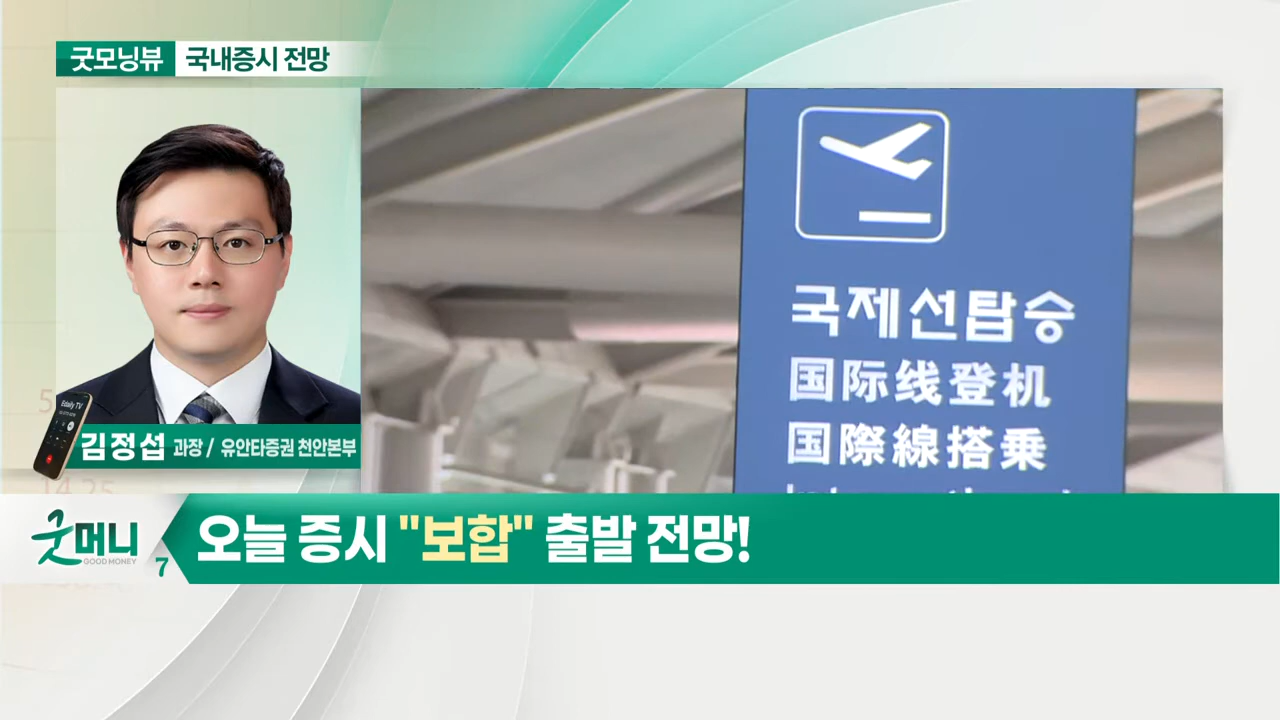 굿모닝뷰 국내증시 전망
국제선탑승
国际线登机
国際線搭乗
Edaily TV
김정섭 과장 / 유안타증권 천안본부
굿머니 GOOD MONEY 7
오늘 증시 "보합" 출발 전망!